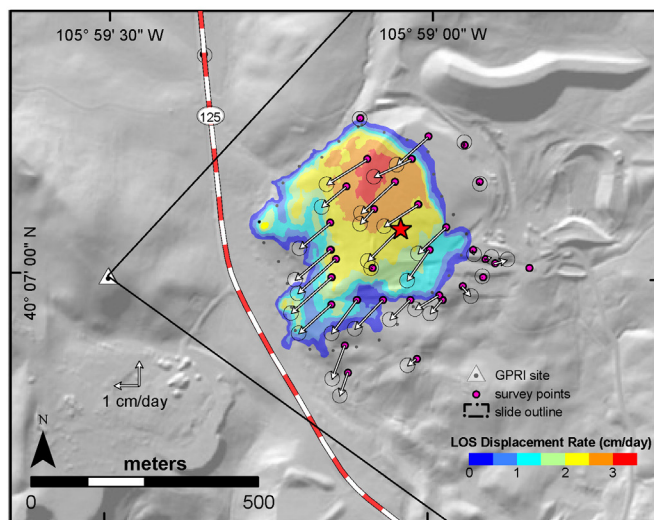 105° 59' 30" W
105° 59' 00" W
125
40° 07' 00" N
1 cm/day
N
meters
0
500
GPRI site
survey points
slide outline
LOS Displacement Rate (cm/day)
0 1 2 3